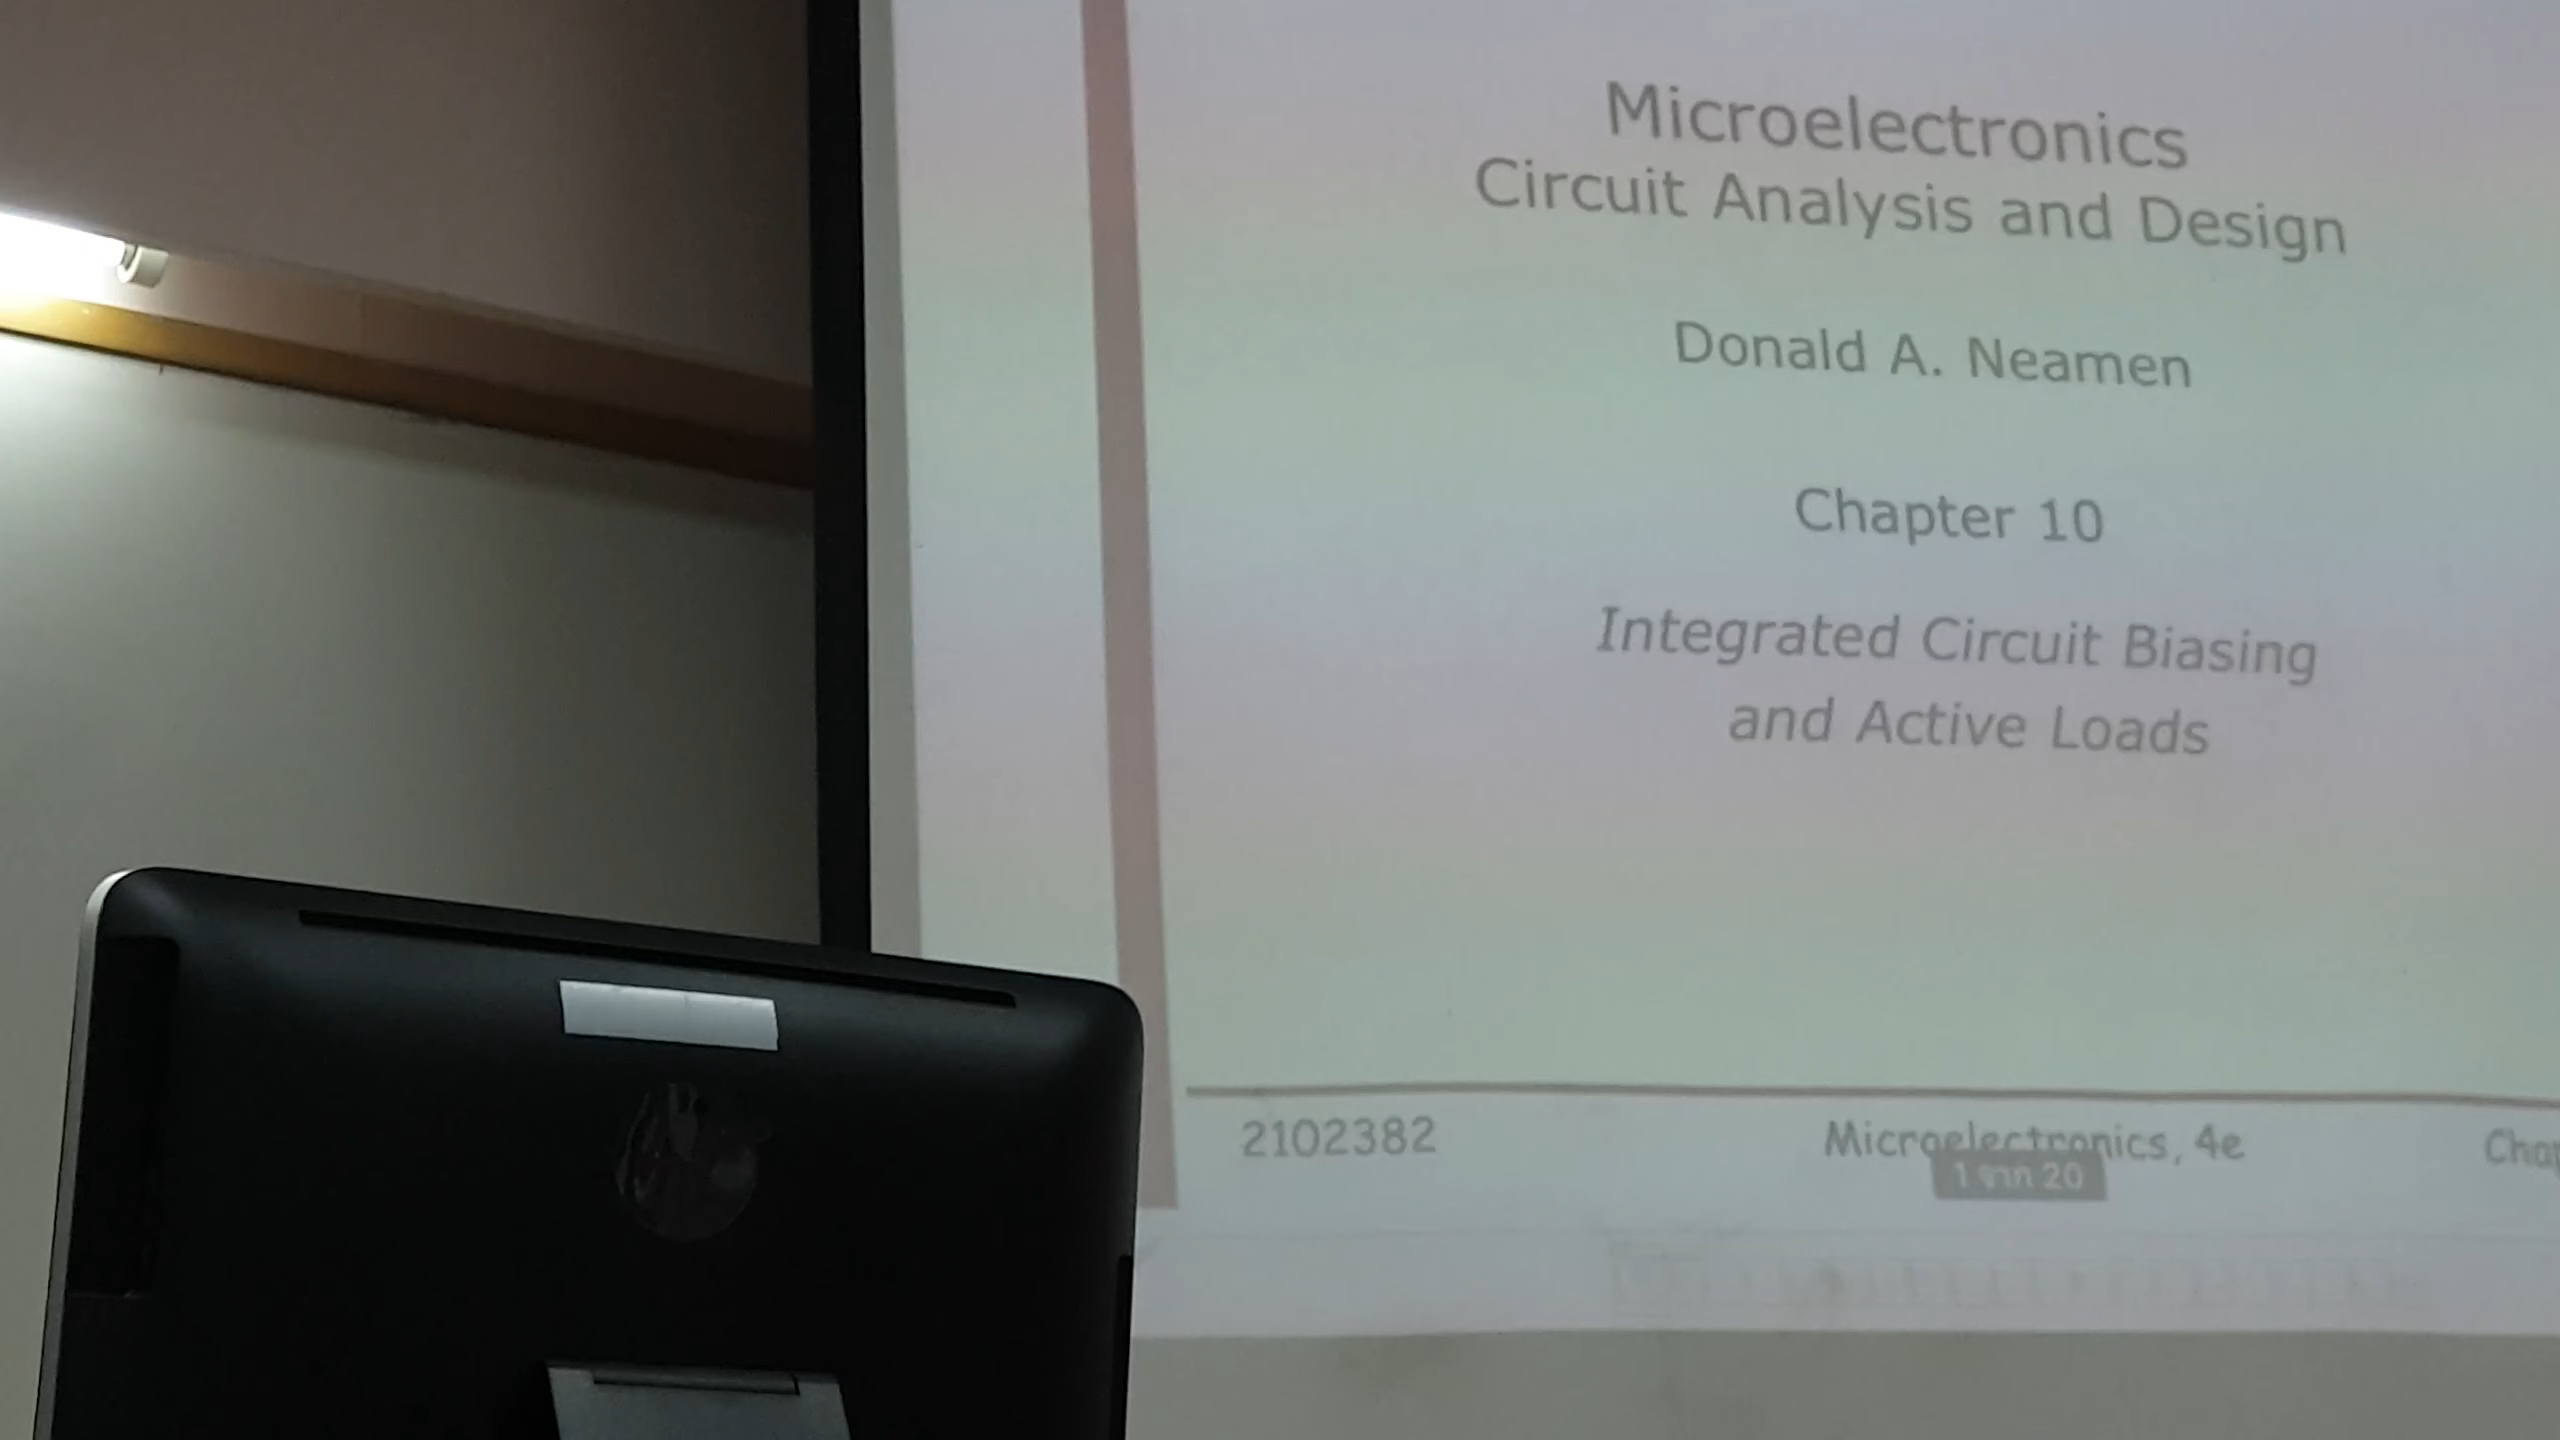 Microelectronics
Circuit Analysis and Design
Donald A. Neamen
Chapter 10
Integrated Circuit Biasing
and Active Loads
2102382
Microelectronics, 4e
1 จาก 20